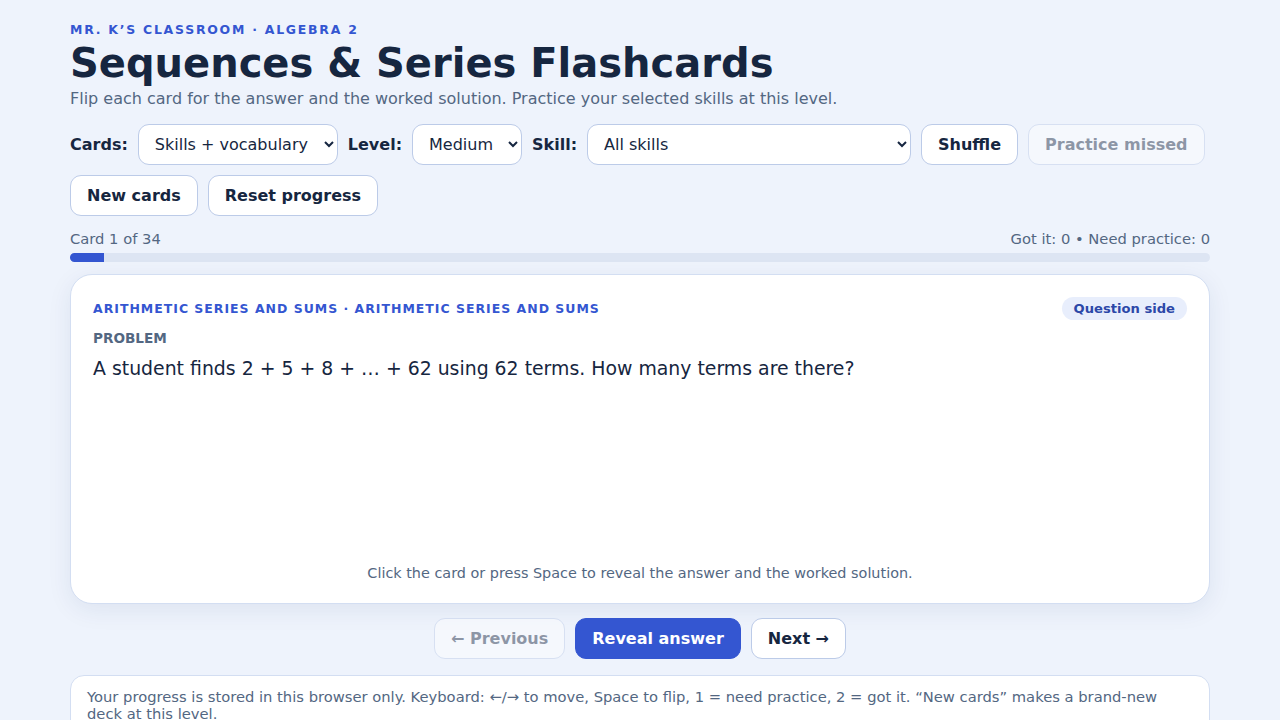 MR. K’S CLASSROOM · ALGEBRA 2
Sequences & Series Flashcards
Flip each card for the answer and the worked solution. Practice your selected skills at this level.
Cards: Skills + vocabulary Level: Medium Skill: All skills Shuffle Practice missed
New cards Reset progress
Card 1 of 34 Got it: 0 • Need practice: 0
ARITHMETIC SERIES AND SUMS · ARITHMETIC SERIES AND SUMS Question side
PROBLEM
A student finds 2 + 5 + 8 + … + 62 using 62 terms. How many terms are there?
Click the card or press Space to reveal the answer and the worked solution.
← Previous Reveal answer Next →
Your progress is stored in this browser only. Keyboard: ←/→ to move, Space to flip, 1 = need practice, 2 = got it. “New cards” makes a brand-new
deck at this level.